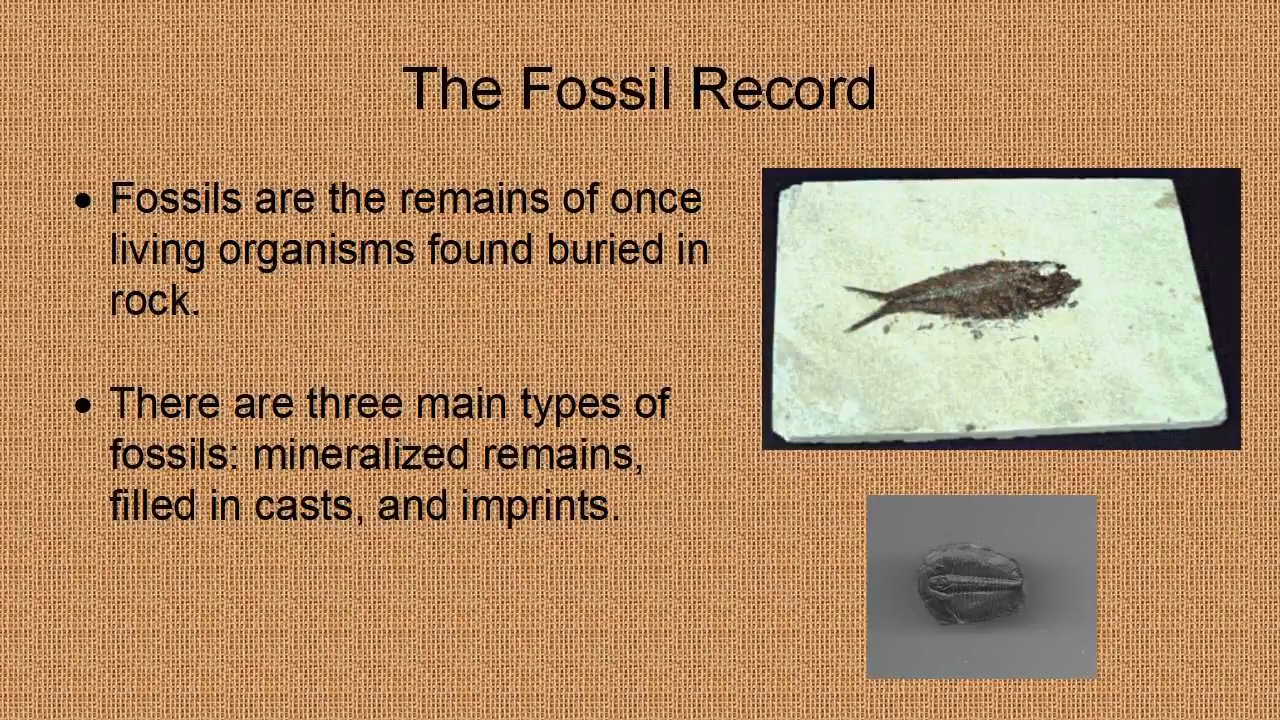 The Fossil Record
• Fossils are the remains of once
living organisms found buried in
rock.
• There are three main types of
fossils: mineralized remains,
filled in casts, and imprints.